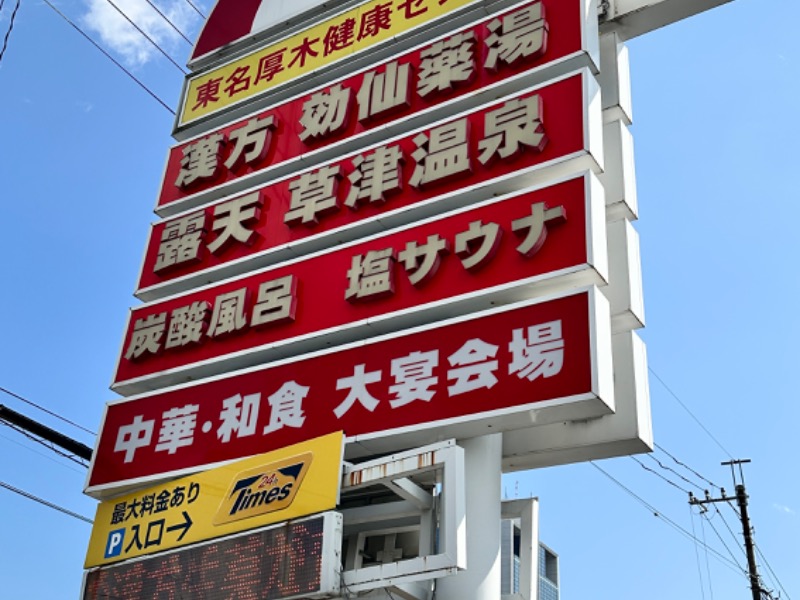 東名厚木健康セ
漢方 効仙薬湯
露天 草津温泉
炭酸風呂 塩サウナ
中華・和食 大宴会場
最大料金あり
P入口→
24h
Times